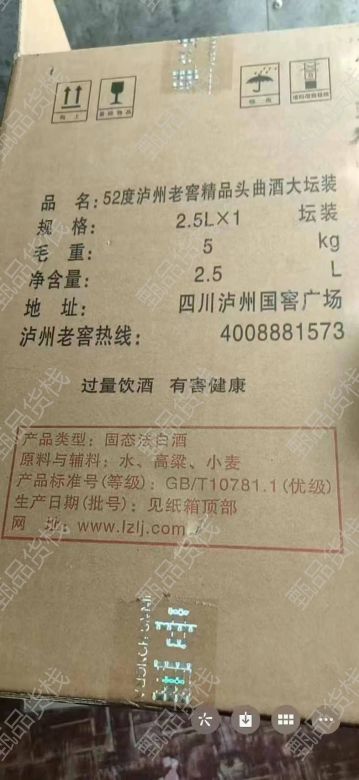 向上
易碎物品
怕雨
堆码层数极限
品 名：52度泸州老窖精品头曲酒大坛装
规 格： 2.5L×1 坛装
毛 重： 5 kg
净含量： 2.5 L
地 址： 四川泸州国窖广场
泸州老窖热线： 4008881573
过量饮酒 有害健康
产品类型：固态法白酒
原料与辅料：水、高粱、小麦
产品标准号(等级)：GB/T10781.1(优级)
生产日期(批号)：见纸箱顶部
网 址：www.lzlj.com
甄品货栈